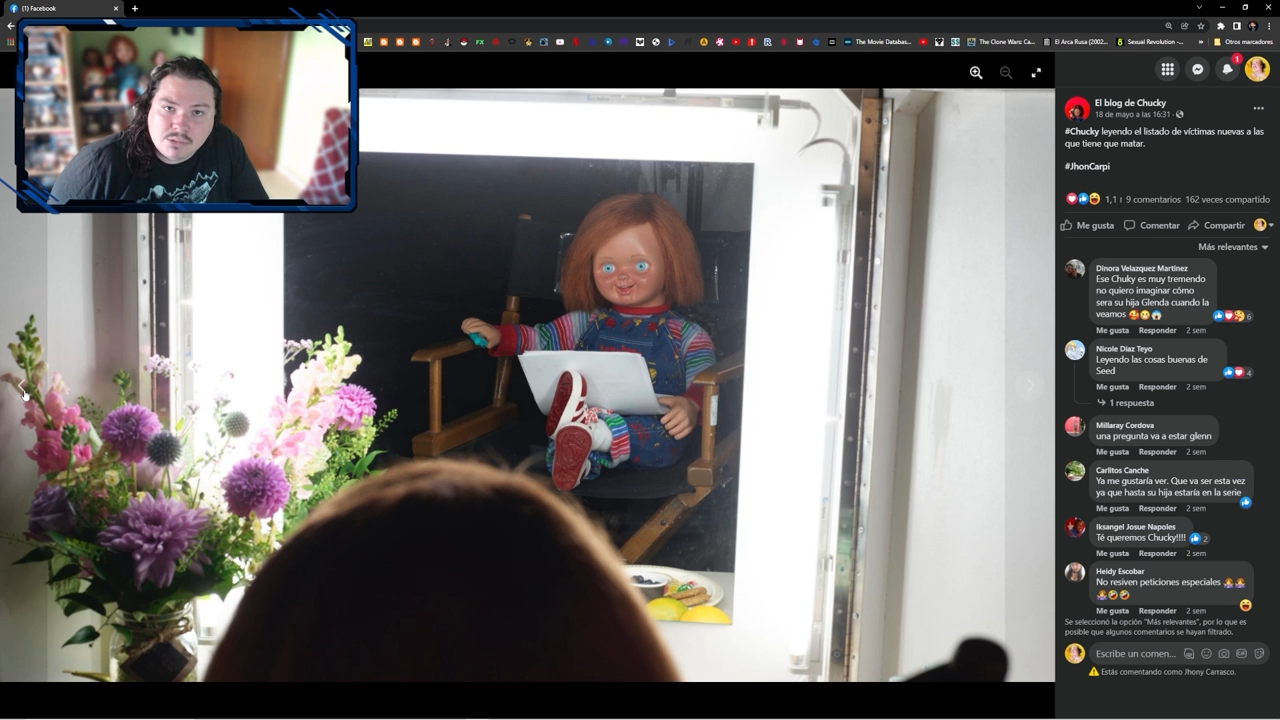 (1) Facebook
FX
The Movie Databas...
The Clone Wars: Ca...
El Arca Rusa (2002...
Sexual Revolution -...
Otros marcadores
1
El blog de Chucky
18 de mayo a las 16:31
#Chucky leyendo el listado de víctimas nuevas a las
que tiene que matar.
#JhonCarpi
9 comentarios 162 veces compartido
Me gusta Comentar Compartir
Más relevantes
Dinora Velazquez Martinez
Ese Chuky es muy tremendo
no quiero imaginar cómo
sera su hija Glenda cuando la
veamos 🥰😁😱
6
Me gusta Responder 2 sem
Nicole Diaz Teyo
Leyendo las cosas buenas de
Seed
4
Me gusta Responder 2 sem
1 respuesta
Millaray Cordova
una pregunta va a estar glenn
Me gusta Responder 2 sem
Carlitos Canche
Ya me gustaría ver. Que va ser esta vez
ya que hasta su hija estaría en la serie
Me gusta Responder 2 sem
Iksangel Josue Napoles
Té queremos Chucky!!!!
2
Me gusta Responder 2 sem
Heidy Escobar
No resiven peticiones especiales
Me gusta Responder 2 sem
Se seleccionó la opción "Más relevantes", por lo que es
posible que algunos comentarios se hayan filtrado.
Escribe un comen...
Estás comentando como Jhony Carrasco.